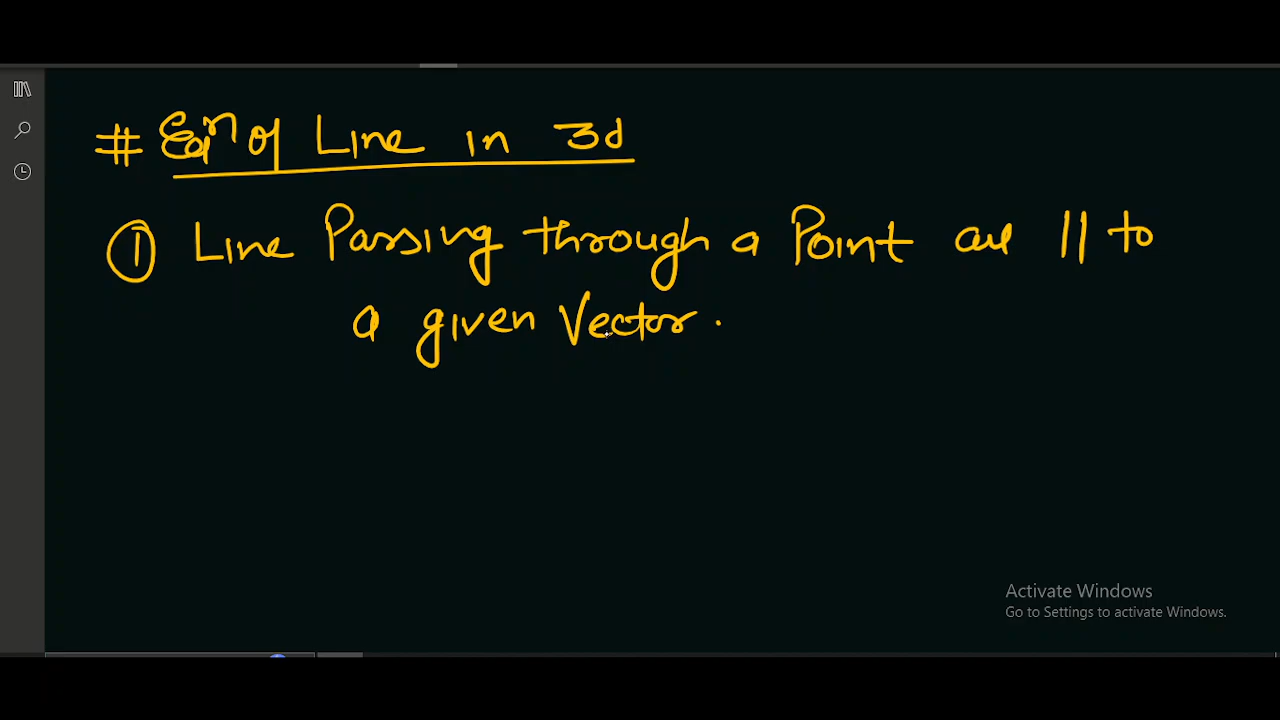 # Eqn of Line in 3d
① Line Passing through a Point are || to
a given Vector.
Activate Windows
Go to Settings to activate Windows.